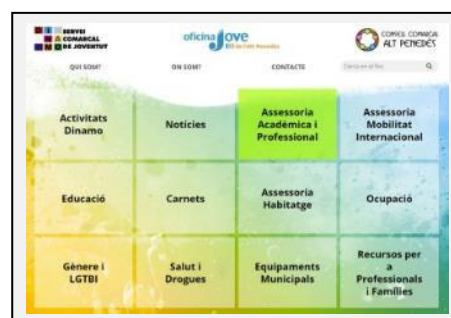 SERVEI
COMARCAL
DE JOVENTUT
oficina Jove
CONSELL COMARCAL
ALT PENEDÈS
QUI SOM?
ON SOM?
CONTACTE
Activitats
Dinamo
Notícies
Assessoria
Acadèmica i
Professional
Assessoria
Mobilitat
Internacional
Educació
Carnets
Assessoria
Habitatge
Ocupació
Gènere i
LGTBI
Salut i
Drogues
Equipaments
Municipals
Recursos per
a
Professionals
i Famílies